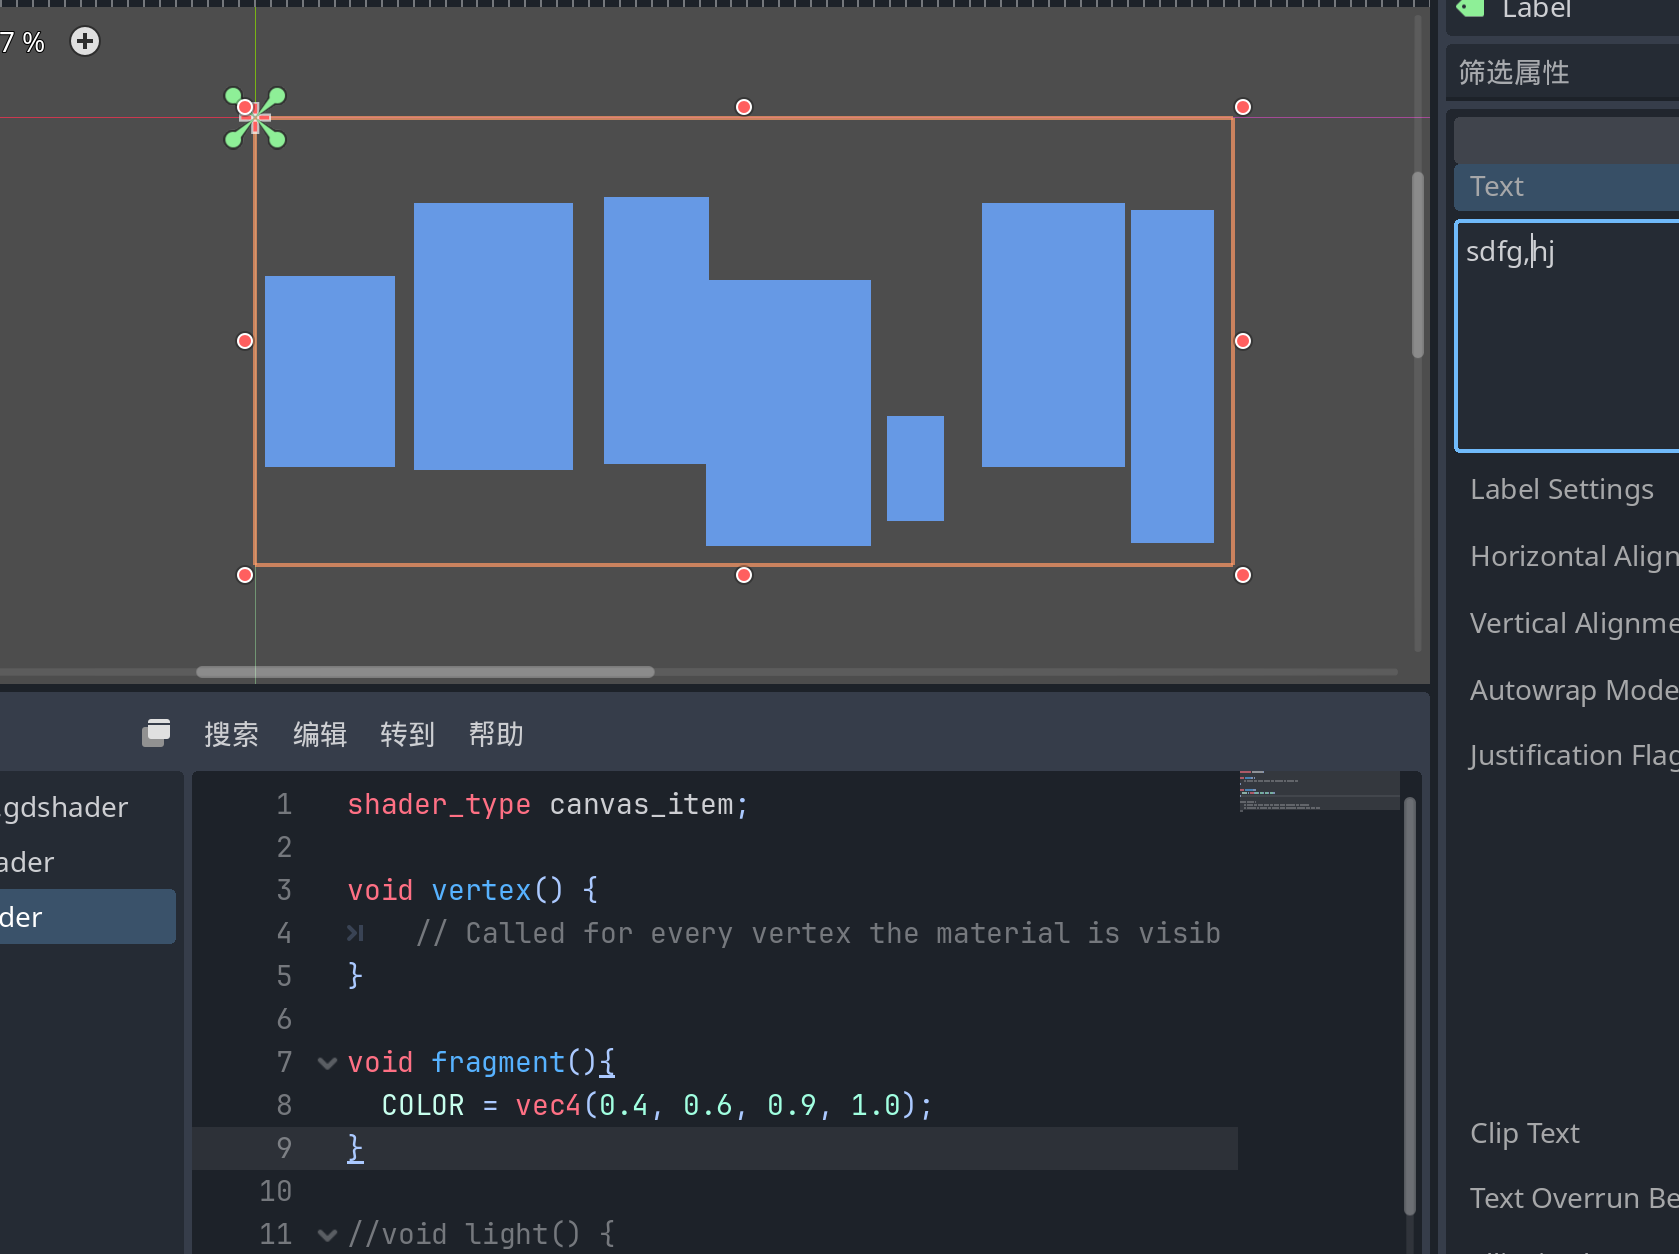 7 %
Label
筛选属性
Text
sdfg,hj
Label Settings
Horizontal Align
Vertical Alignme
Autowrap Mode
Justification Flag
Clip Text
Text Overrun Be
搜索 编辑 转到 帮助
.gdshader
ader
der
1 shader_type canvas_item;
2
3 void vertex() {
4 // Called for every vertex the material is visib
5 }
6
7 void fragment(){
8 COLOR = vec4(0.4, 0.6, 0.9, 1.0);
9 }
10
11 //void light() {